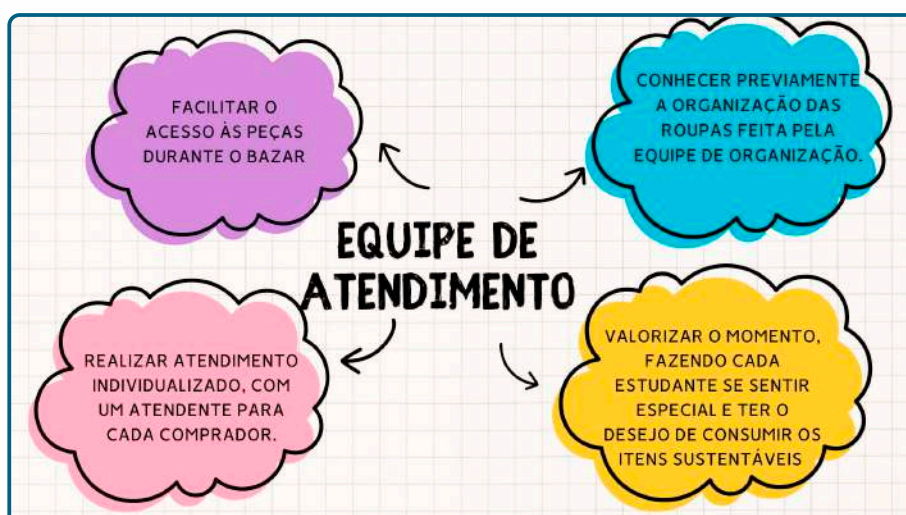 FACILITAR O
ACESSO ÀS PEÇAS
DURANTE O BAZAR
CONHECER PREVIAMENTE
A ORGANIZAÇÃO DAS
ROUPAS FEITA PELA
EQUIPE DE ORGANIZAÇÃO.
EQUIPE DE
ATENDIMENTO
REALIZAR ATENDIMENTO
INDIVIDUALIZADO, COM
UM ATENDENTE PARA
CADA COMPRADOR.
VALORIZAR O MOMENTO,
FAZENDO CADA
ESTUDANTE SE SENTIR
ESPECIAL E TER O
DESEJO DE CONSUMIR OS
ITENS SUSTENTÁVEIS